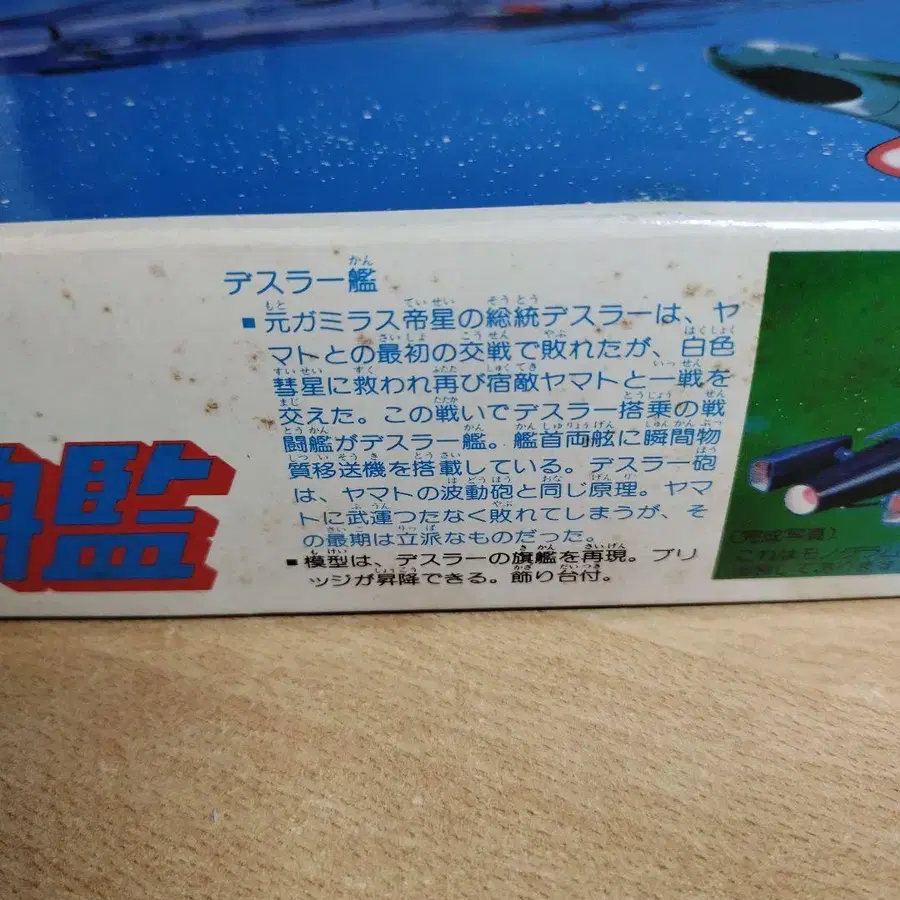 デスラー艦
■元ガミラス帝星の総統デスラーは、ヤ
マトとの最初の交戦で敗れたが、白色
彗星に救われ再び宿敵ヤマトと一戦を
交えた。この戦いでデスラー搭乗の戦
闘艦がデスラー艦。艦首両舷に瞬間物
質移送機を搭載している。デスラー砲
は、ヤマトの波動砲と同じ原理。ヤマ
トに武運つたなく敗れてしまうが、そ
の最期は立派なものだった。
■模型は、デスラーの旗艦を再現。ブリ
ッジが昇降できる。飾り台付。
艦
(完成写真)
これはモノクラム